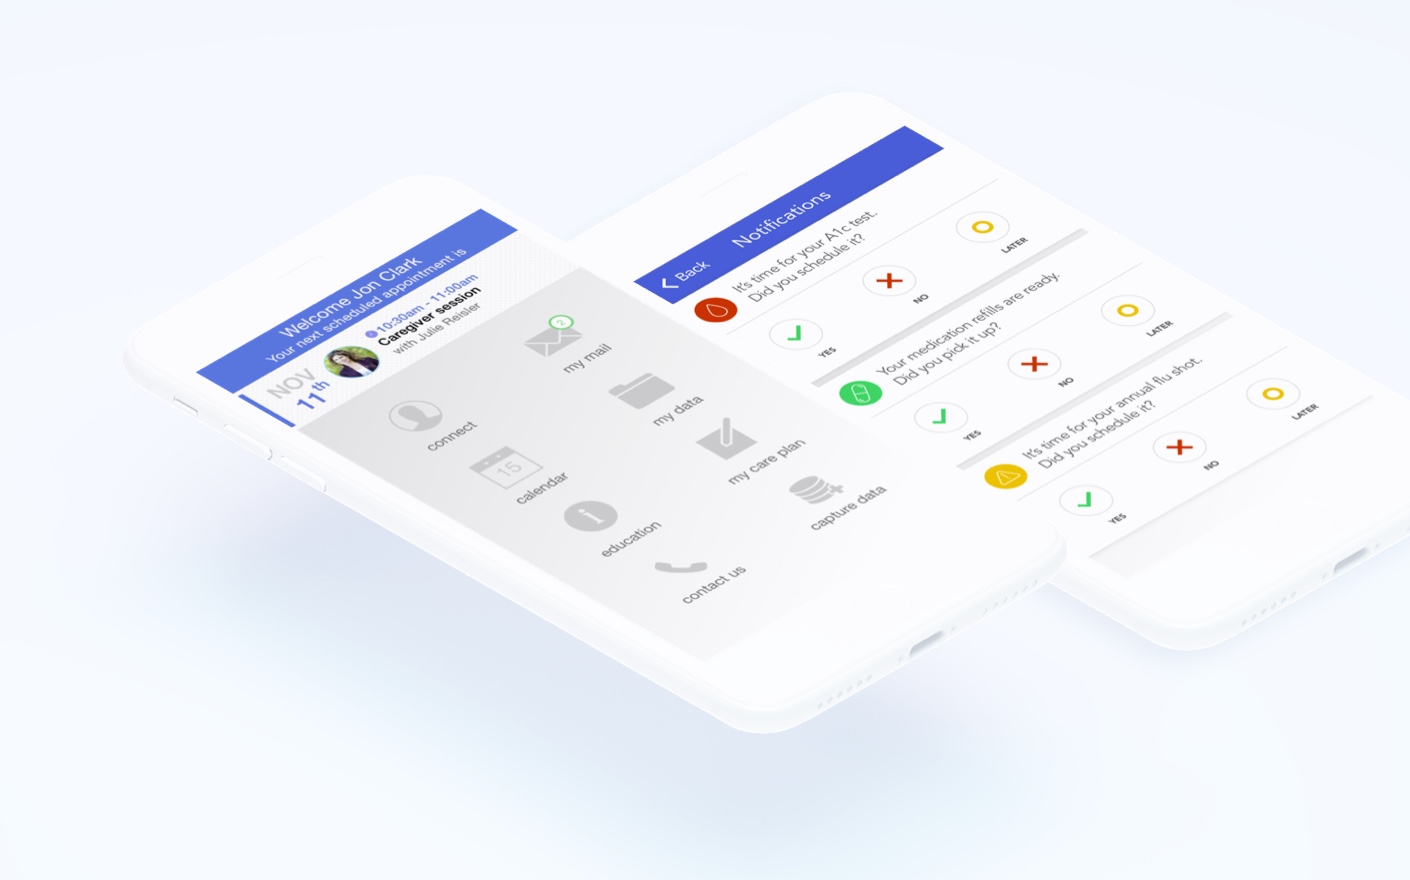 Welcome Jon Clark
Your next scheduled appointment is
NOV
11th
10:30am - 11:00am
Caregiver session
with Julie Reisler
connect
my mail
2
calendar
15
my data
education
i
my care plan
contact us
capture data
Back
Notifications
It's time for your A1c test.
Did you schedule it?
YES
NO
LATER
Your medication refills are ready.
Did you pick it up?
YES
NO
LATER
It's time for your annual flu shot.
Did you schedule it?
YES
NO
LATER